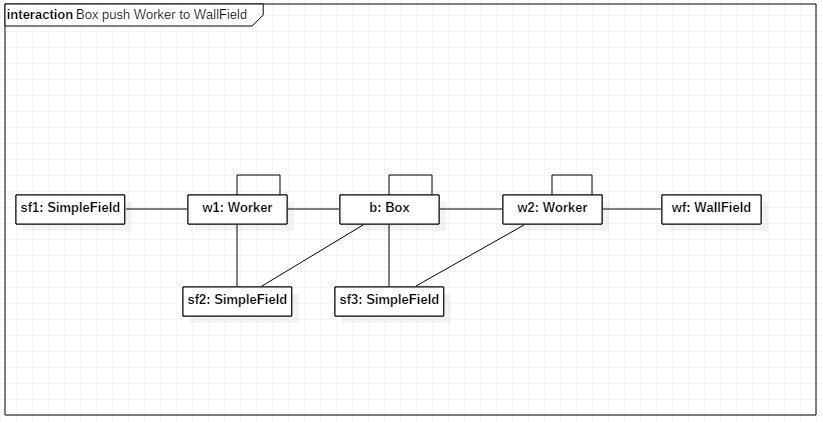 interaction Box push Worker to WallField
sf1: SimpleField
w1: Worker
b: Box
w2: Worker
wf: WallField
sf2: SimpleField
sf3: SimpleField